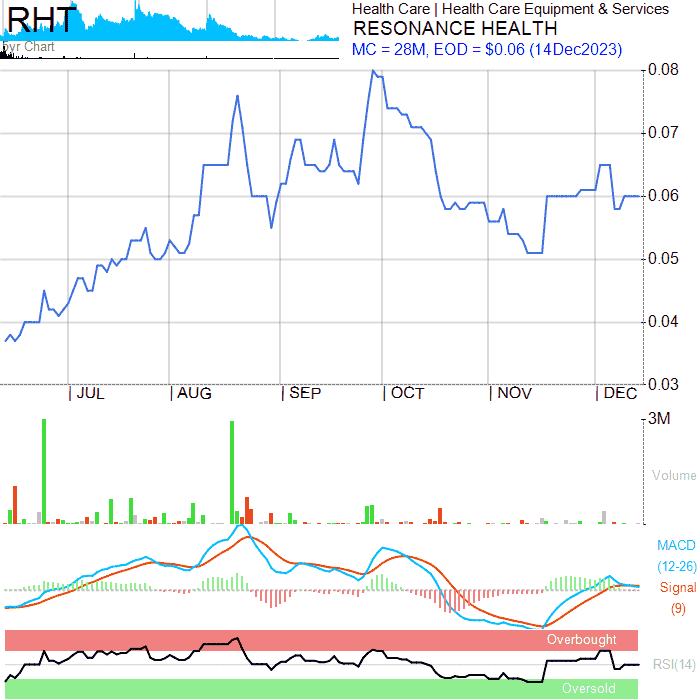 RHT
5yr Chart
Health Care | Health Care Equipment & Services
RESONANCE HEALTH
MC = 28M, EOD = $0.06 (14Dec2023)
0.08
0.07
0.06
0.05
0.04
0.03
JUL
AUG
SEP
OCT
NOV
DEC
3M
Volume
MACD
(12-26)
Signal
(9)
Overbought
RSI(14)
Oversold